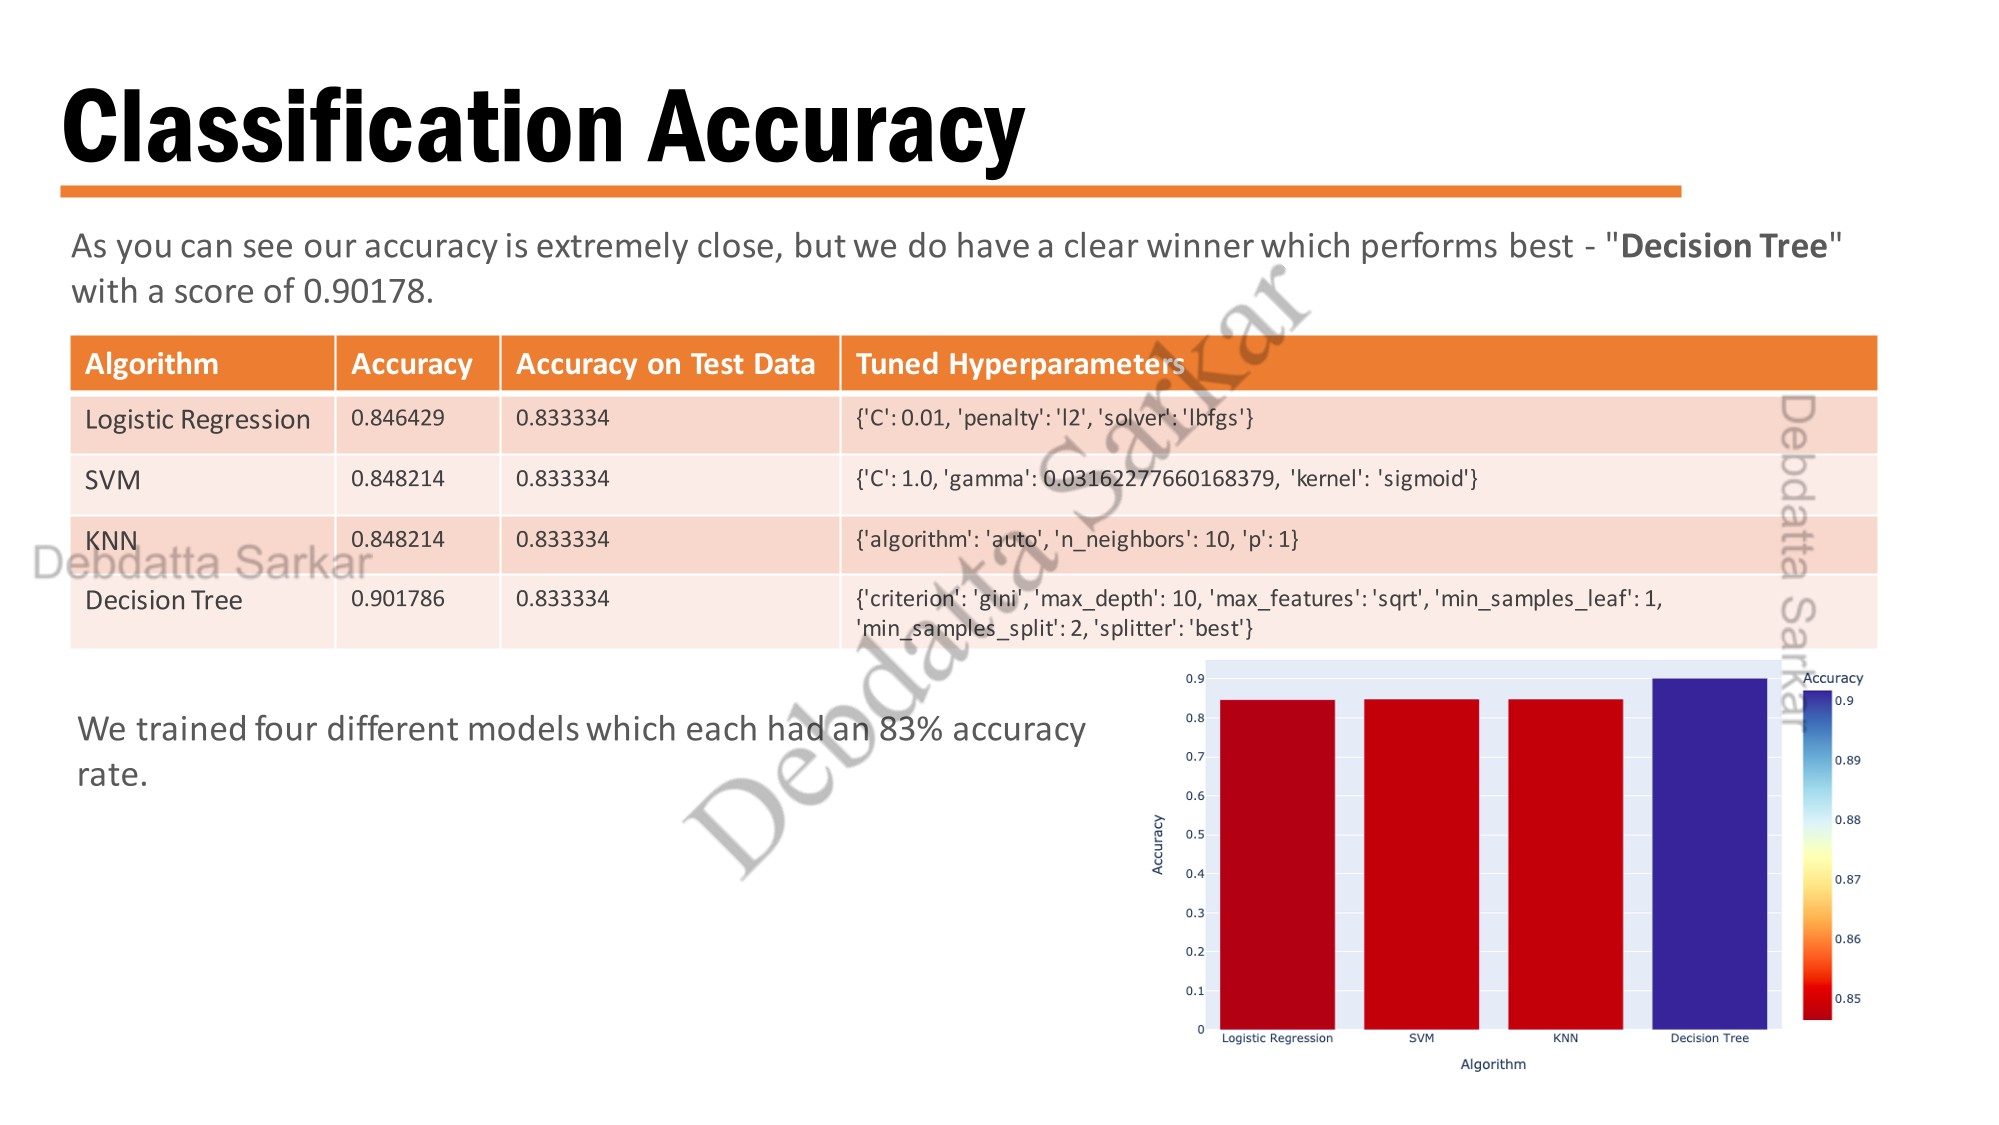 Classification Accuracy
As you can see our accuracy is extremely close, but we do have a clear winner which performs best - "Decision Tree"
with a score of 0.90178.
Algorithm Accuracy Accuracy on Test Data Tuned Hyperparameters
Logistic Regression 0.846429 0.833334 {'C': 0.01, 'penalty': 'l2', 'solver': 'lbfgs'}
SVM 0.848214 0.833334 {'C': 1.0, 'gamma': 0.03162277660168379, 'kernel': 'sigmoid'}
KNN 0.848214 0.833334 {'algorithm': 'auto', 'n_neighbors': 10, 'p': 1}
Decision Tree 0.901786 0.833334 {'criterion': 'gini', 'max_depth': 10, 'max_features': 'sqrt', 'min_samples_leaf': 1,
'min_samples_split': 2, 'splitter': 'best'}
Debdatta Sarkar
Debdatta Sarkar
Debdatta Sarkar
We trained four different models which each had an 83% accuracy
rate.
Accuracy
0.9
0.8
0.7
0.6
0.5
0.4
0.3
0.2
0.1
0
Logistic Regression SVM KNN Decision Tree
Algorithm
Accuracy
0.9
0.89
0.88
0.87
0.86
0.85